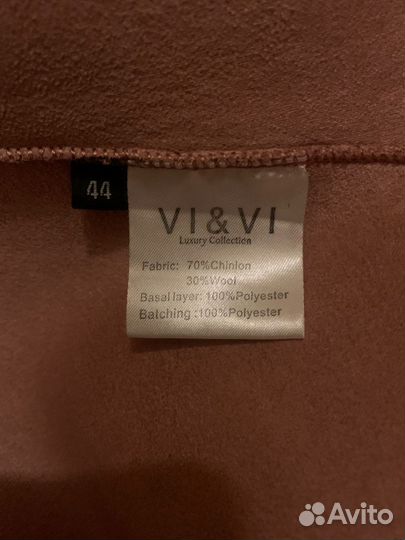 44
VI & VI
Luxury Collection
Fabric: 70%Chinlon
30%Wool
Basal layer: 100%Polyester
Batching :100%Polyester
Avito